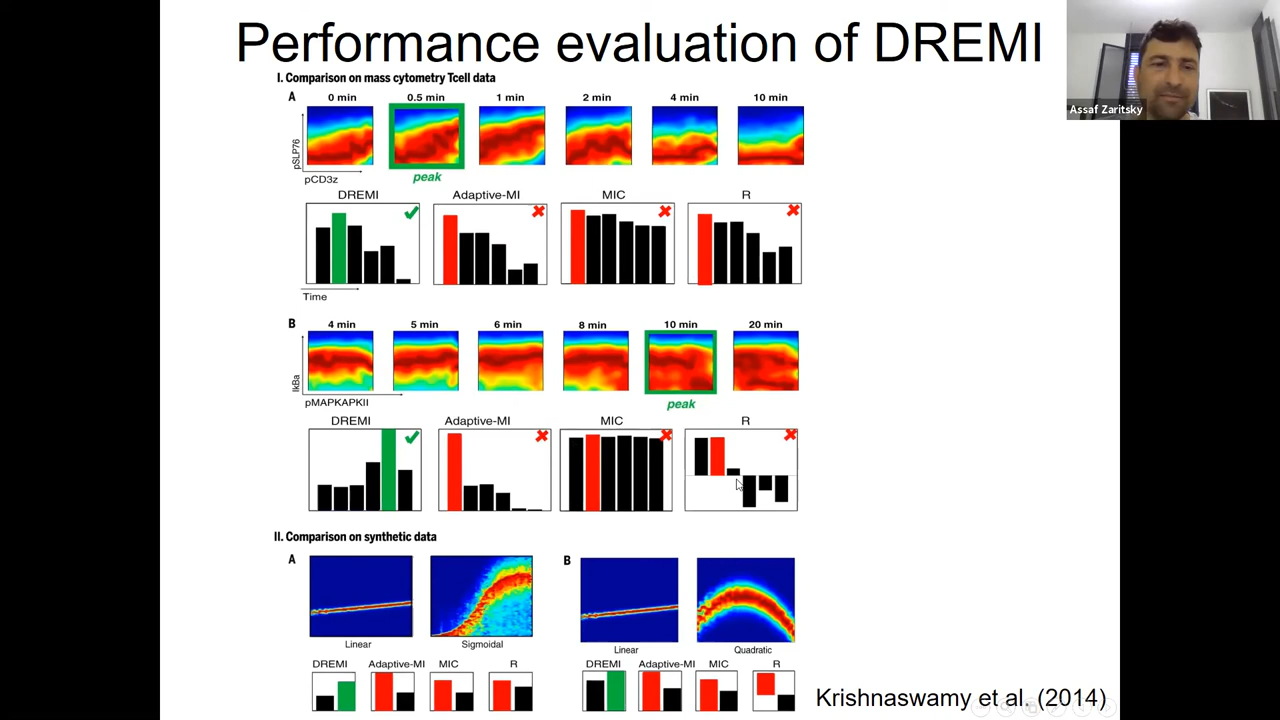 Performance evaluation of DREMI
Assaf Zaritsky
I. Comparison on mass cytometry Tcell data
A
0 min 0.5 min 1 min 2 min 4 min 10 min
pSLP76
pCD3z
peak
DREMI Adaptive-MI MIC R
Time
B
4 min 5 min 6 min 8 min 10 min 20 min
IkBa
pMAPKAPKII
peak
DREMI Adaptive-MI MIC R
II. Comparison on synthetic data
A B
Linear Sigmoidal Linear Quadratic
DREMI Adaptive-MI MIC R DREMI Adaptive-MI MIC R
Krishnaswamy et al. (2014)